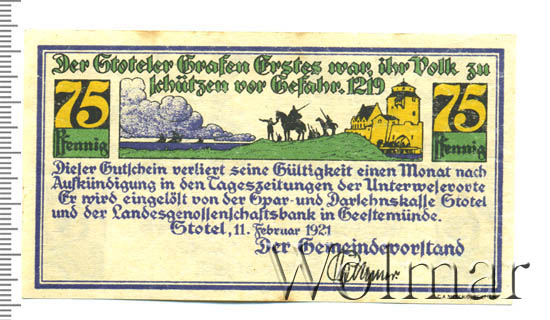 Der Stoteler Grafen Erstes war, ihr Volk zu
schützen vor Gefahr. 1219
75
Pfennig
75
Pfennig
Dieser Gutschein verliert seine Gültigkeit einen Monat nach
Aufkündigung in den Tageszeitungen der Unterweserorte
Er wird eingelöst von der Spar- und Darlehnskasse Stotel
und der Landesgenossenschaftsbank in Geestemünde.
Stotel, 11. Februar 1921
Der Gemeindevorstand
Wolmar